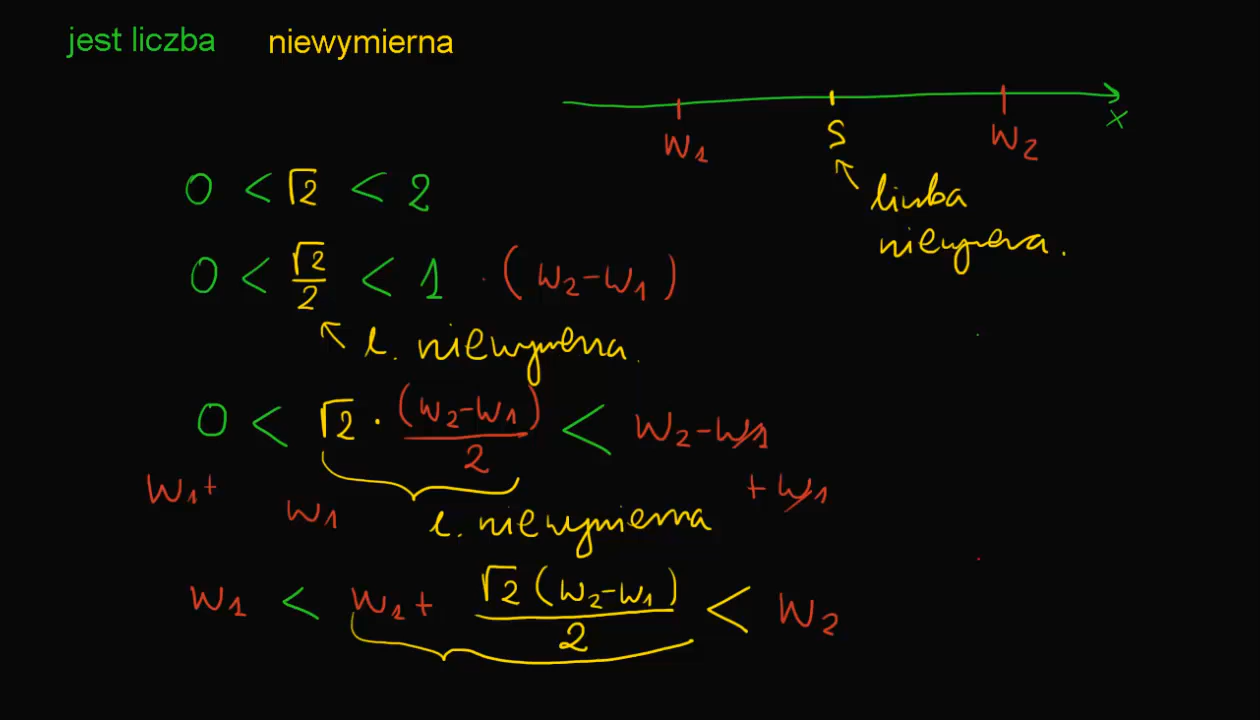 jest liczba niewymierna
W₁ S W₂ x
liczba
niewymierna.
0 < √2 < 2
0 < √2/2 < 1 · (W₂-W₁)
l. niewymierna.
0 < √2 · (W₂-W₁)/2 < W₂-W₁
W₁+ W₁ +W₁
l. niewymierna
W₁ < W₁+ √2(W₂-W₁)/2 < W₂